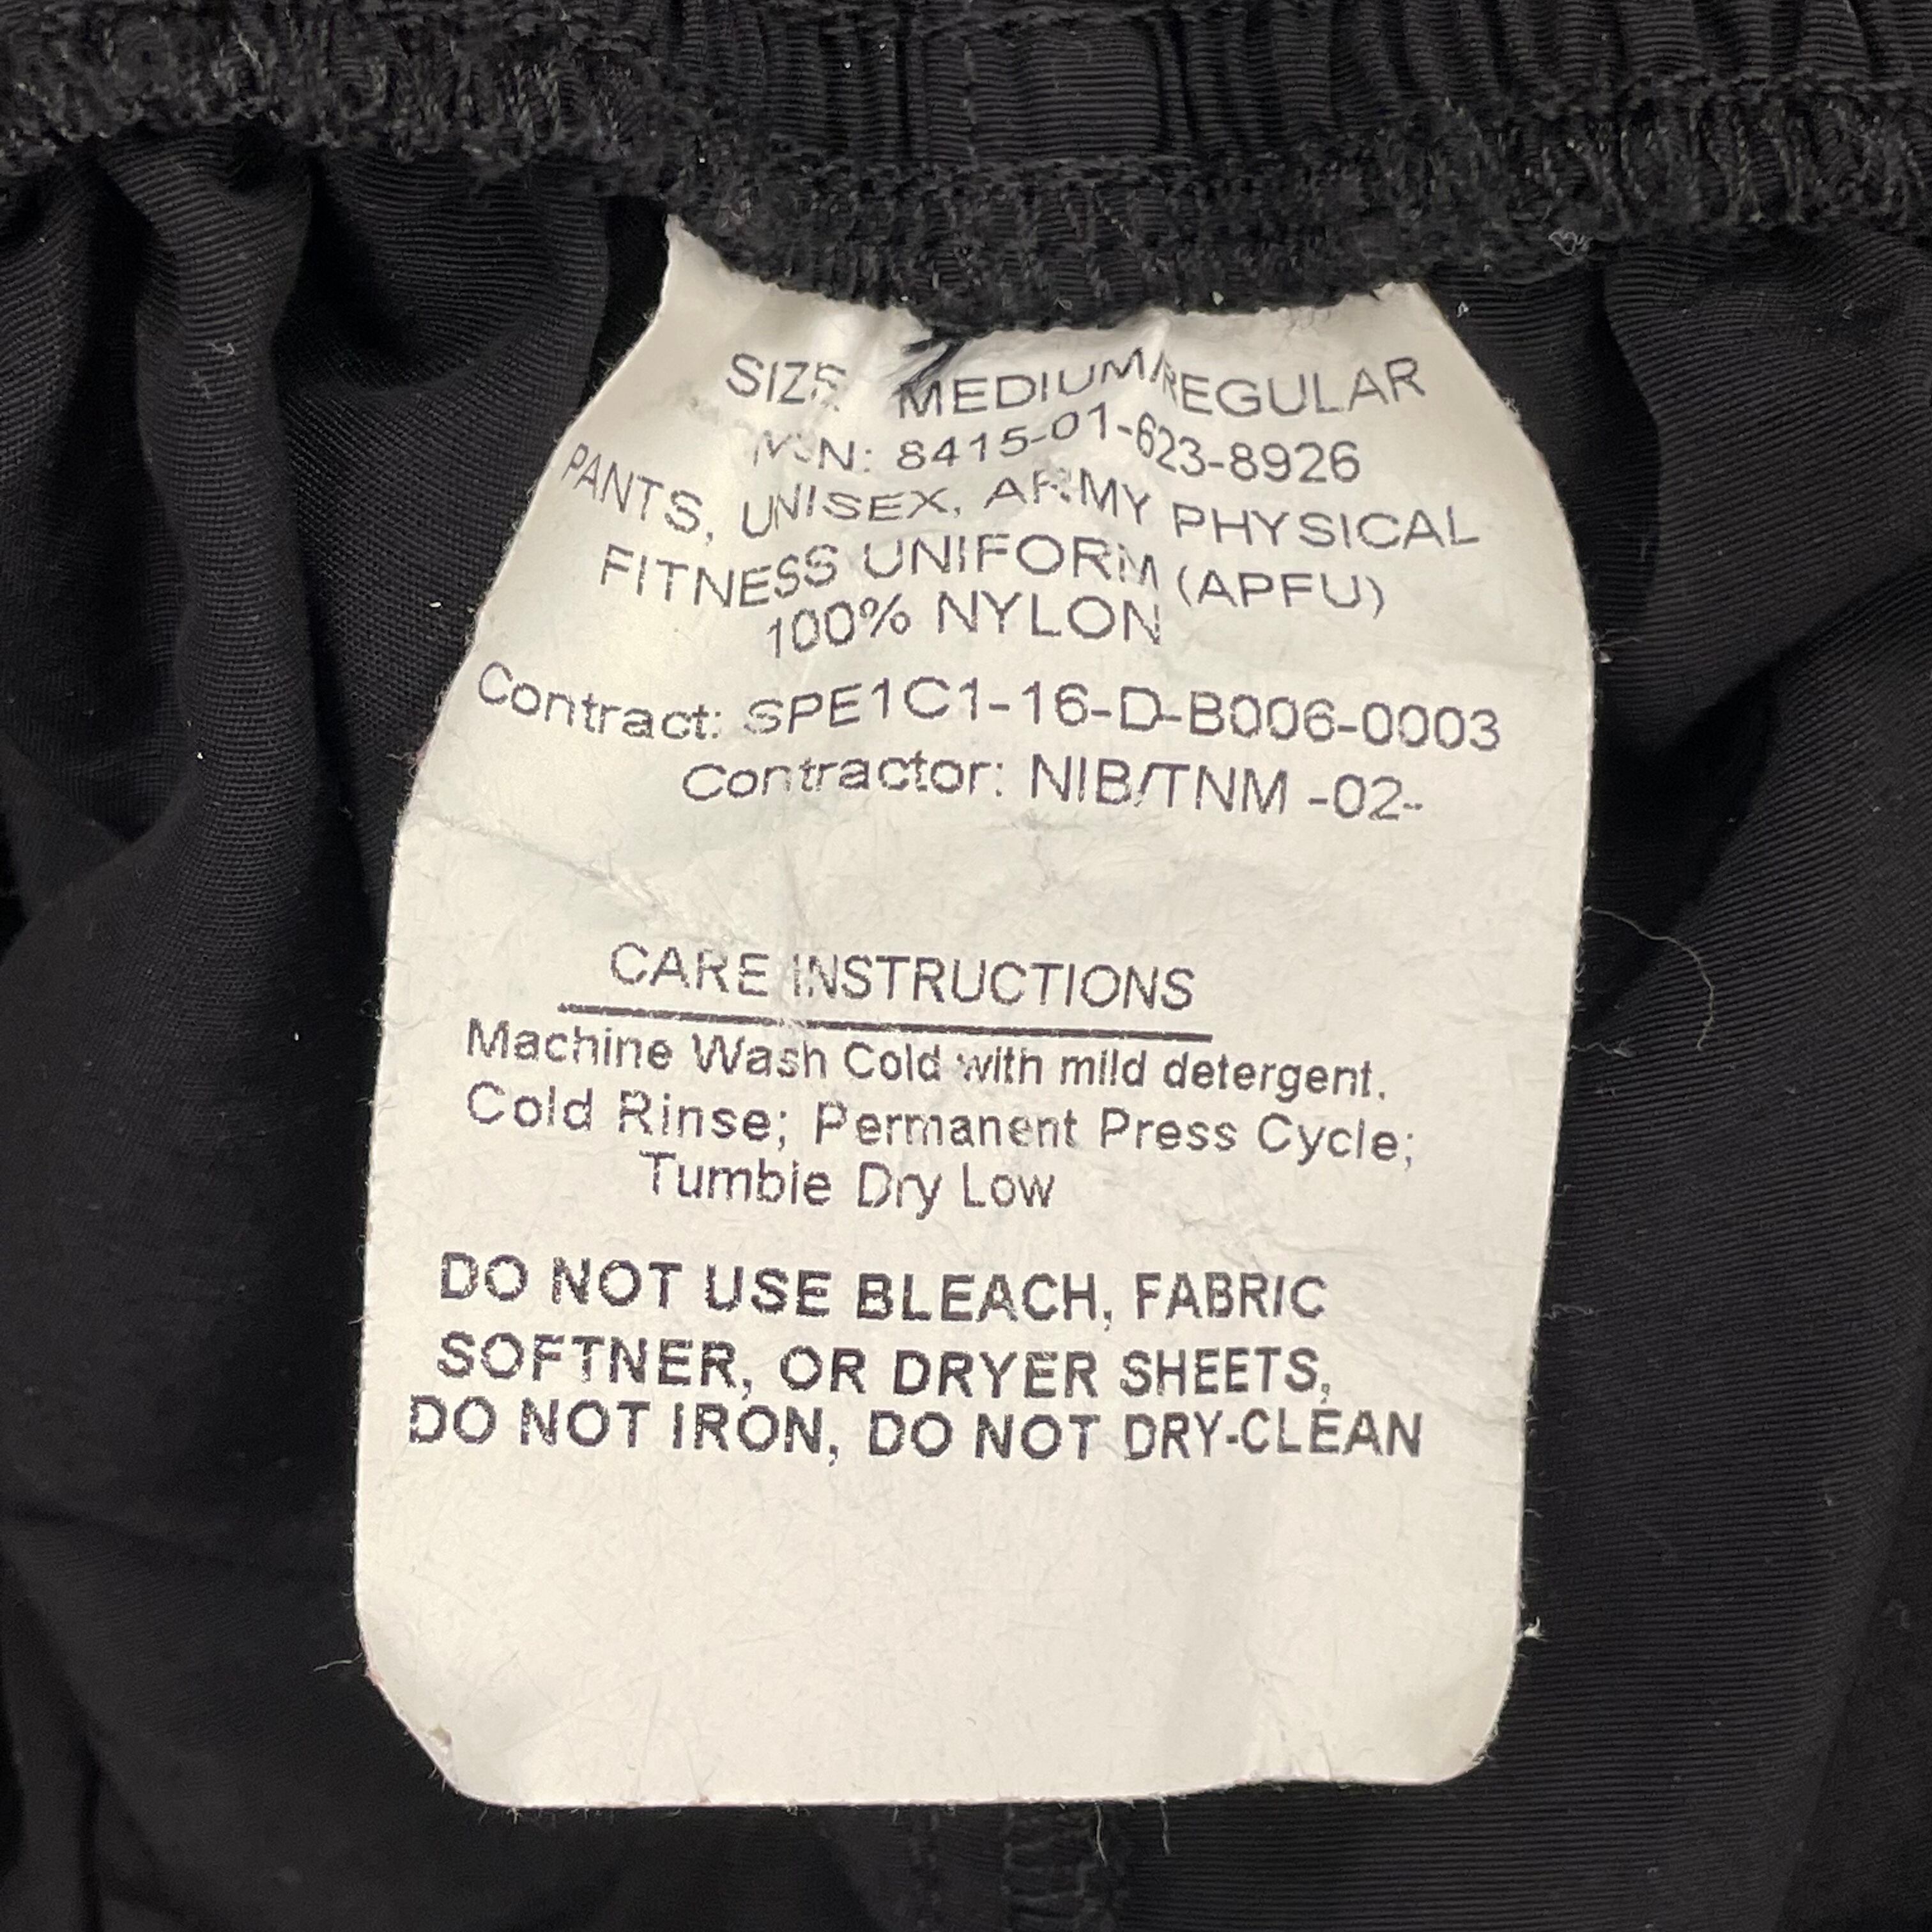 SIZE MEDIUM/REGULAR
NSN: 8415-01-623-8926
PANTS, UNISEX, ARMY PHYSICAL
FITNESS UNIFORM (APFU)
100% NYLON
Contract: SPE1C1-16-D-B006-0003
Contractor: NIB/TNM -02-
CARE INSTRUCTIONS
Machine Wash Cold with mild detergent.
Cold Rinse; Permanent Press Cycle;
Tumble Dry Low
DO NOT USE BLEACH, FABRIC
SOFTNER, OR DRYER SHEETS,
DO NOT IRON, DO NOT DRY-CLEAN